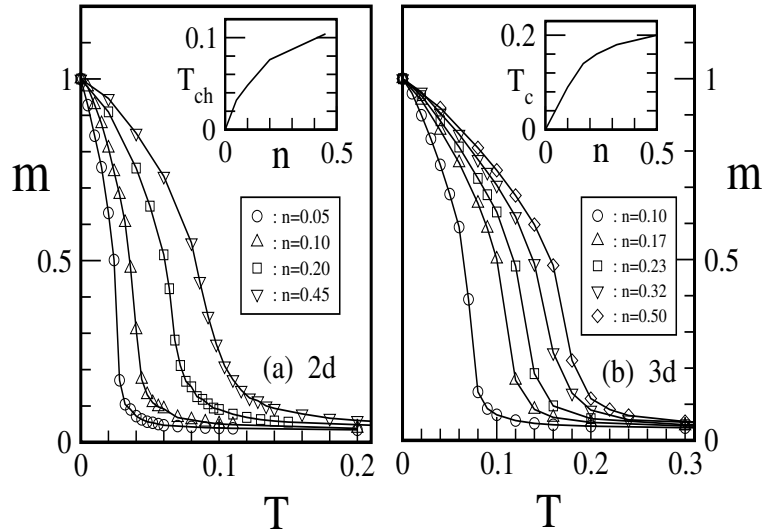 0.1
T_ch
0
0 n 0.5
1
m
0.5
0
: n=0.05
: n=0.10
: n=0.20
: n=0.45
(a) 2d
0 0.1 0.2
T
0.2
T_c
0
0 n 0.5
1
m
0.5
0
: n=0.10
: n=0.17
: n=0.23
: n=0.32
: n=0.50
(b) 3d
0 0.1 0.2 0.3
T